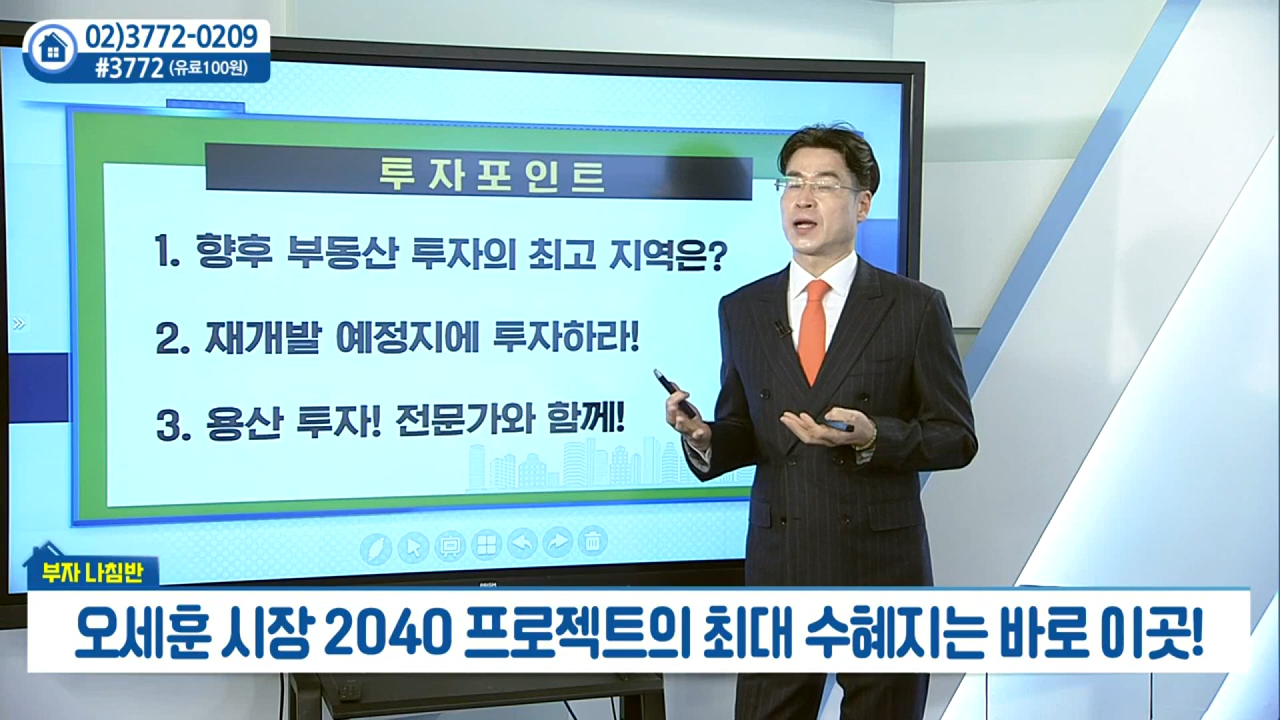 02)3772-0209
#3772 (유료100원)
투자포인트
1. 향후 부동산 투자의 최고 지역은?
2. 재개발 예정지에 투자하라!
3. 용산 투자! 전문가와 함께!
부자 나침반
오세훈 시장 2040 프로젝트의 최대 수혜지는 바로 이곳!